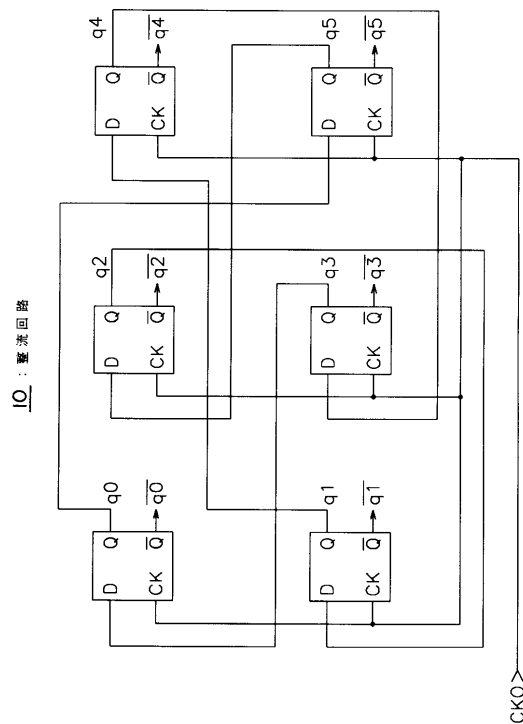 10 : 整流回路
q0
D Q
CK Q̅
q̅0̅
q2
D Q
CK Q̅
q̅2̅
q4
D Q
CK Q̅
q̅4̅
q1
D Q
CK Q̅
q̅1̅
q3
D Q
CK Q̅
q̅3̅
q5
D Q
CK Q̅
q̅5̅
CK0>